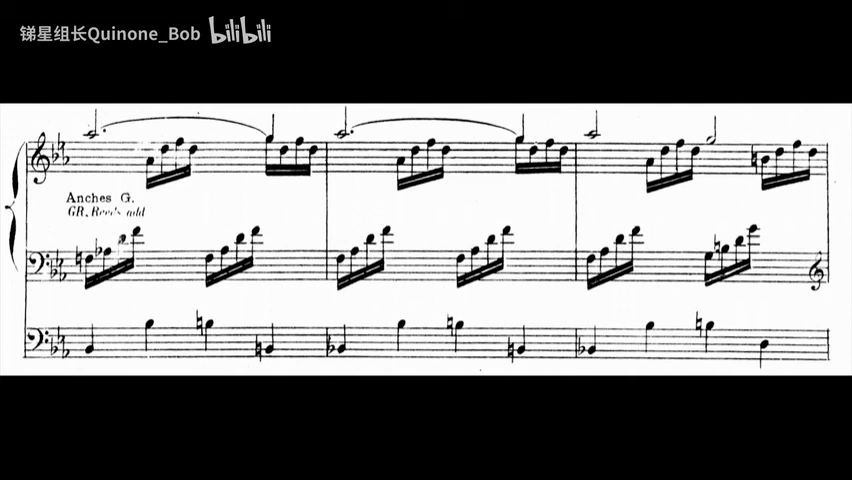 锑星组长Quinone_Bob bilibili
Anches G.
GR. Reeds add